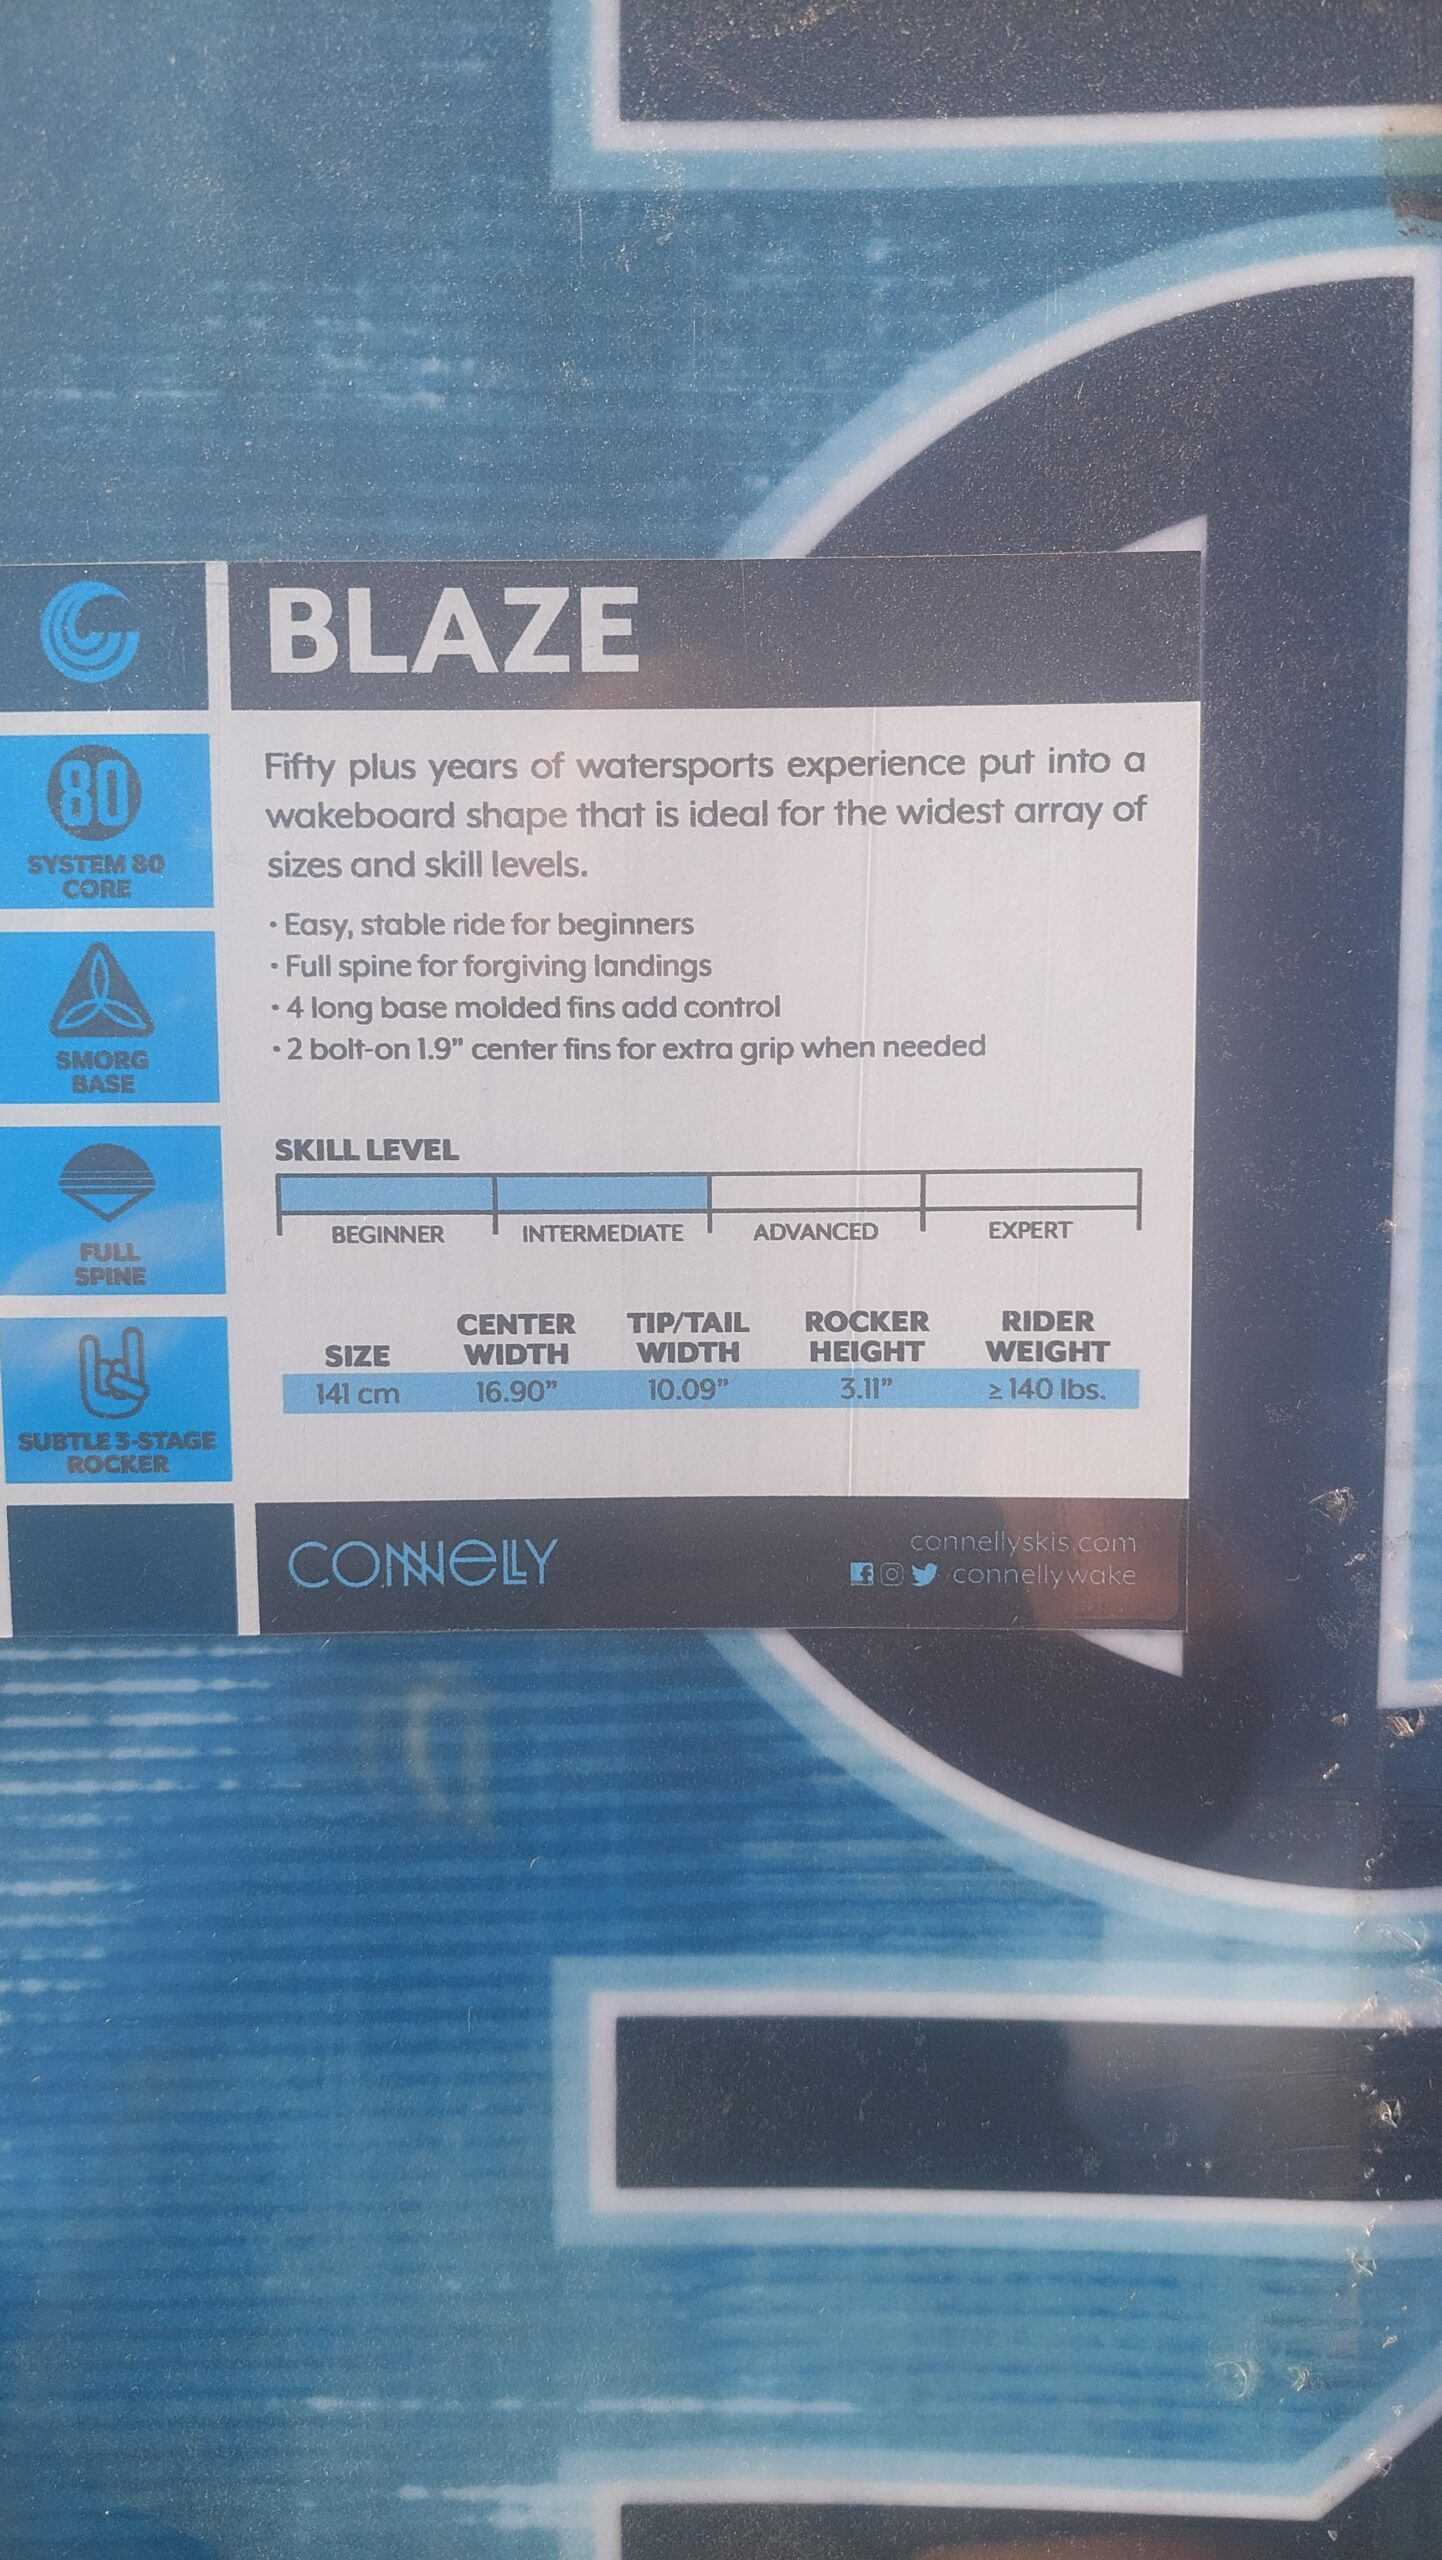 BLAZE
80
SYSTEM 80
CORE
SMORG
BASE
FULL
SPINE
SUBTLE 3-STAGE
ROCKER
Fifty plus years of watersports experience put into a
wakeboard shape that is ideal for the widest array of
sizes and skill levels.
• Easy, stable ride for beginners
• Full spine for forgiving landings
• 4 long base molded fins add control
• 2 bolt-on 1.9” center fins for extra grip when needed
SKILL LEVEL
BEGINNER INTERMEDIATE ADVANCED EXPERT
SIZE CENTER WIDTH TIP/TAIL WIDTH ROCKER HEIGHT RIDER WEIGHT
141 cm 16.90” 10.09” 3.11” ≥ 140 lbs.
CONNELLY
connellyskis.com
/connellywake